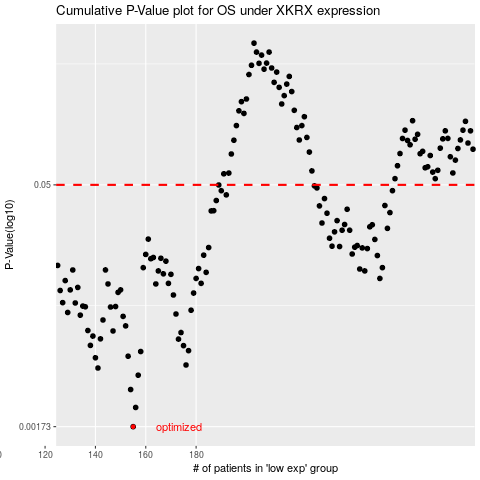 Cumulative P-Value plot for OS under XKRX expression
P-Value(log10)
0.05
0.00173
optimized
0 120 140 160 180
# of patients in 'low exp' group